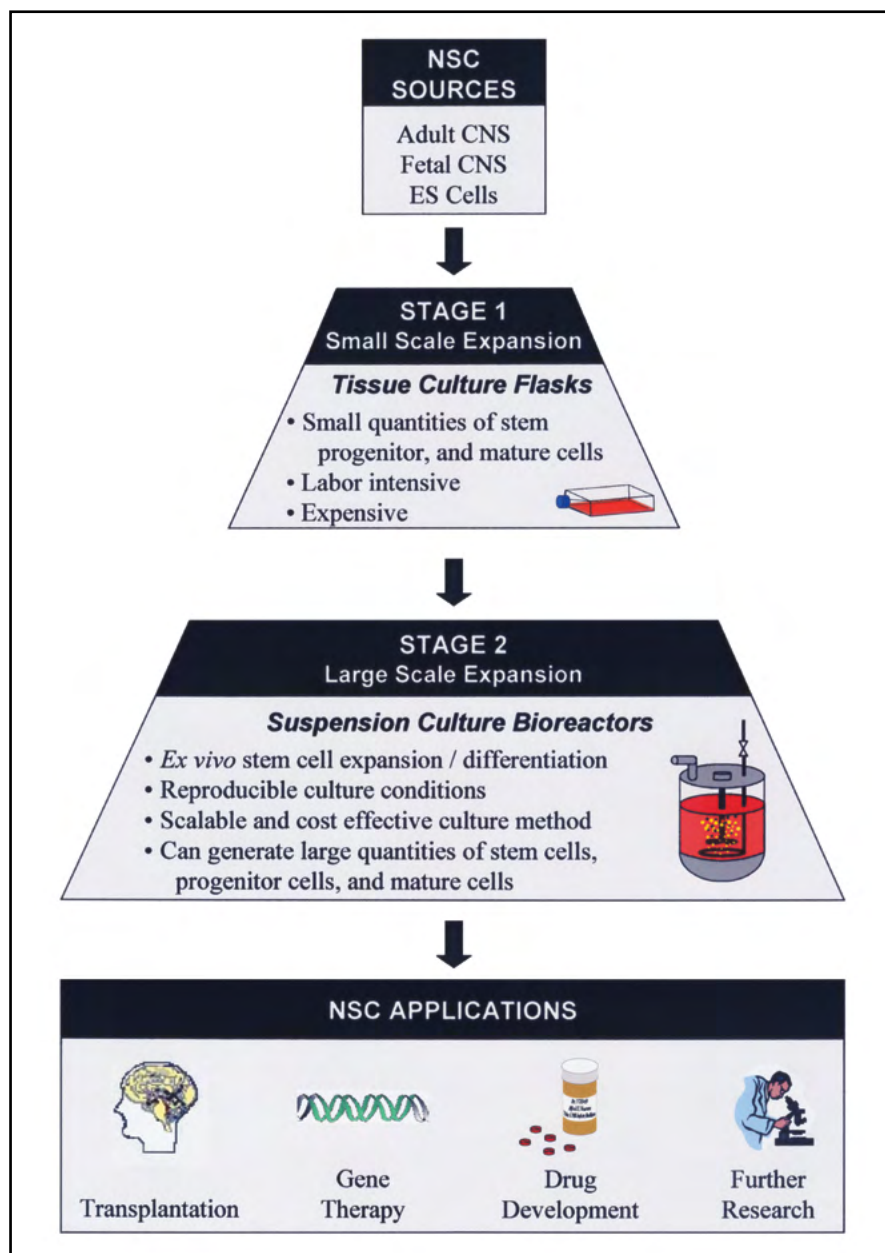 NSC
SOURCES
Adult CNS
Fetal CNS
ES Cells
STAGE 1
Small Scale Expansion
Tissue Culture Flasks
• Small quantities of stem
progenitor, and mature cells
• Labor intensive
• Expensive
STAGE 2
Large Scale Expansion
Suspension Culture Bioreactors
• Ex vivo stem cell expansion / differentiation
• Reproducible culture conditions
• Scalable and cost effective culture method
• Can generate large quantities of stem cells,
progenitor cells, and mature cells
NSC APPLICATIONS
Transplantation
Gene
Therapy
Drug
Development
Further
Research